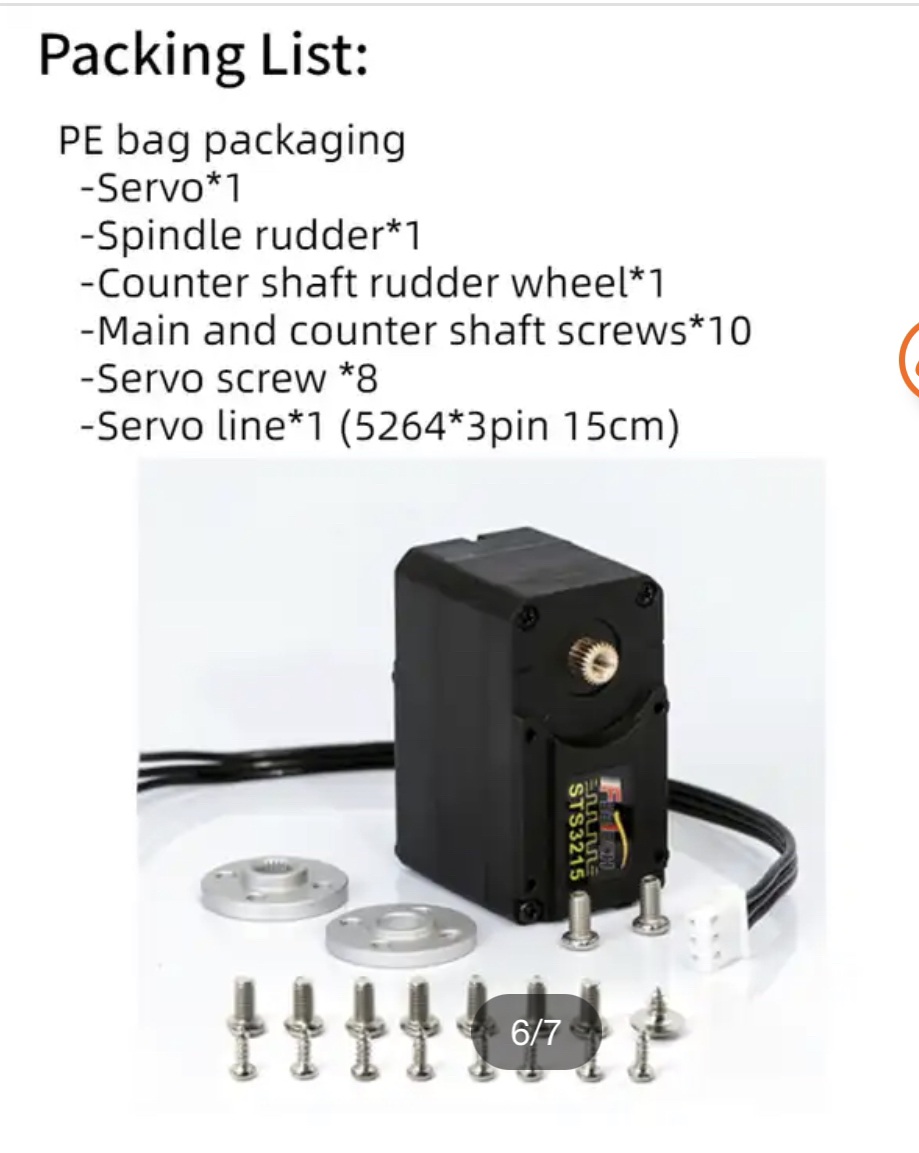 Packing List:
PE bag packaging
-Servo*1
-Spindle rudder*1
-Counter shaft rudder wheel*1
-Main and counter shaft screws*10
-Servo screw *8
-Servo line*1 (5264*3pin 15cm)
STS3215
6/7